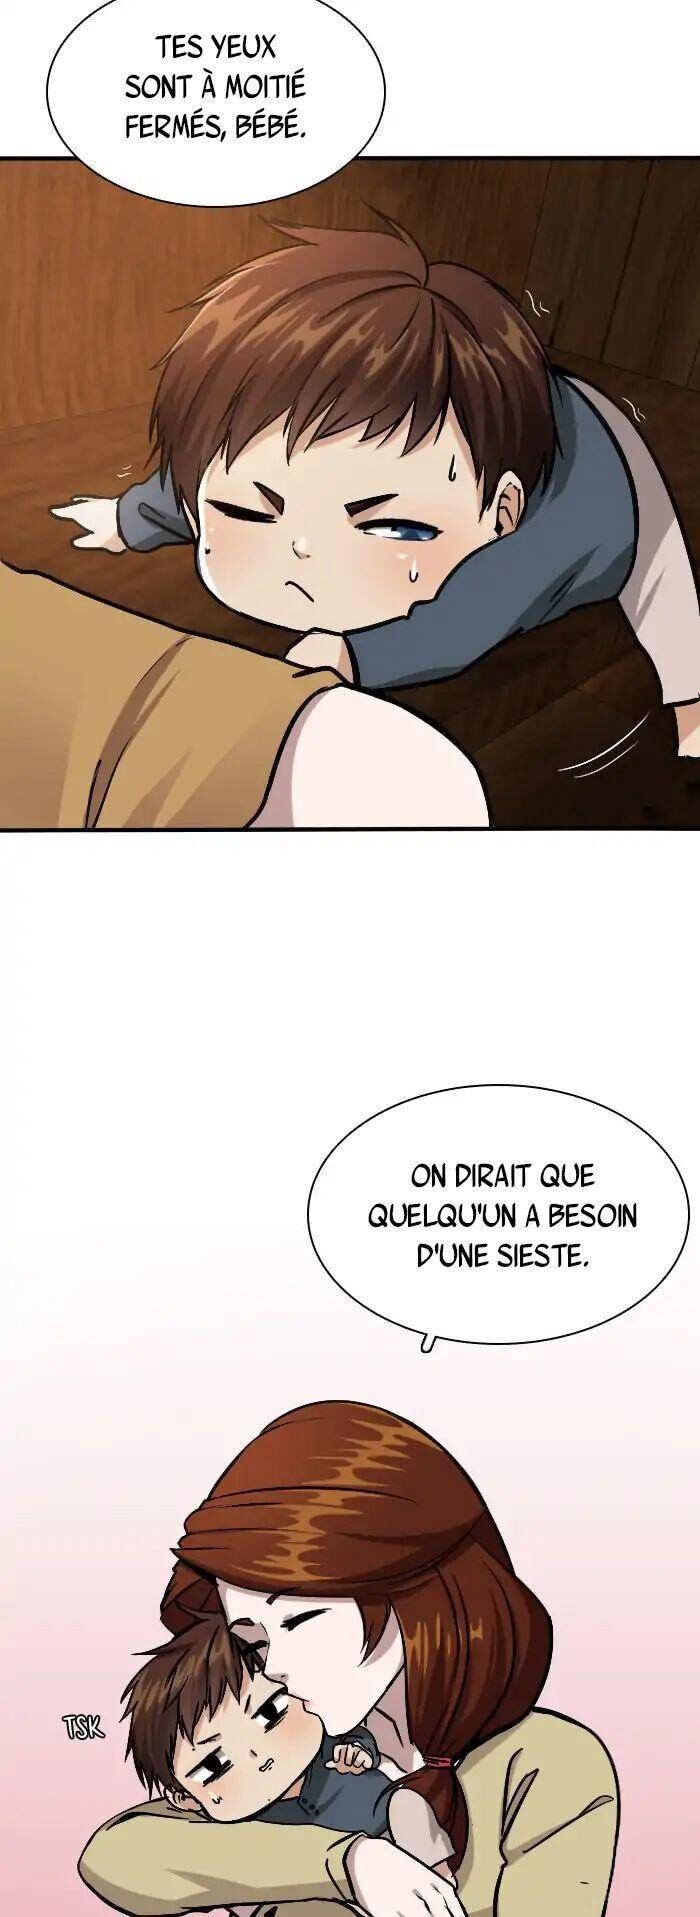 TES YEUX
SONT À MOITIÉ
FERMÉS, BÉBÉ.
ON DIRAIT QUE
QUELQU'UN A BESOIN
D'UNE SIESTE.
TSK